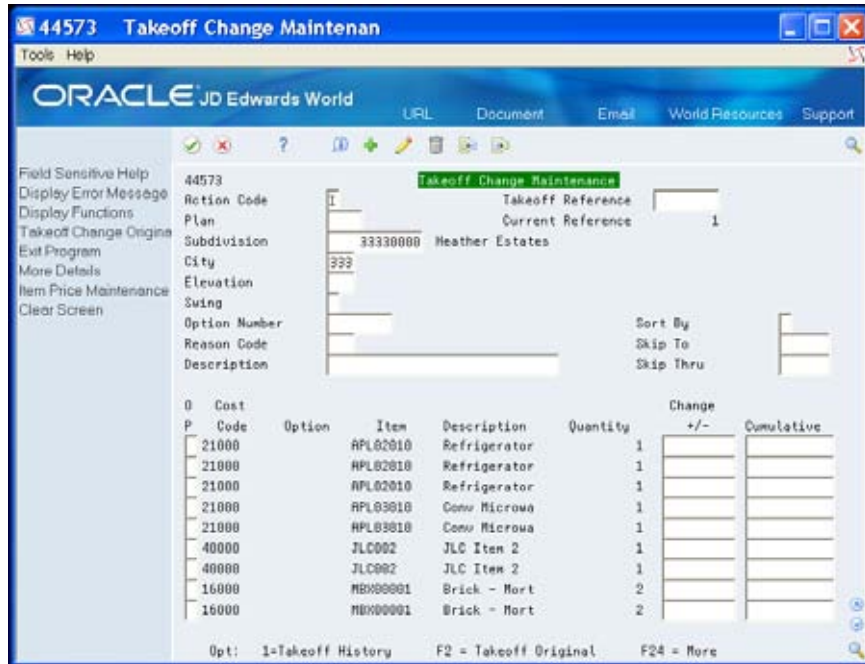 44573 Takeoff Change Maintenan
Tools Help
ORACLE JD Edwards World
URL Document Email World Resources Support
Field Sensitive Help
Display Error Message
Display Functions
Takeoff Change Origina
Exit Program
More Details
Item Price Maintenance
Clear Screen
44573 Takeoff Change Maintenance
Action Code I Takeoff Reference
Plan Current Reference 1
Subdivision 33330000 Heather Estates
City 333
Elevation
Swing
Option Number Sort By
Reason Code Skip To
Description Skip Thru
O Cost Change
P Code Option Item Description Quantity +/- Cumulative
21000 APL02010 Refrigerator 1
21000 APL02010 Refrigerator 1
21000 APL02010 Refrigerator 1
21000 APL03010 Conv Microwa 1
21000 APL03010 Conv Microwa 1
40000 JLC002 JLC Item 2 1
40000 JLC002 JLC Item 2 1
16000 MBX00001 Brick - Mort 2
16000 MBX00001 Brick - Mort 2
Opt: 1=Takeoff History F2 = Takeoff Original F24 = More